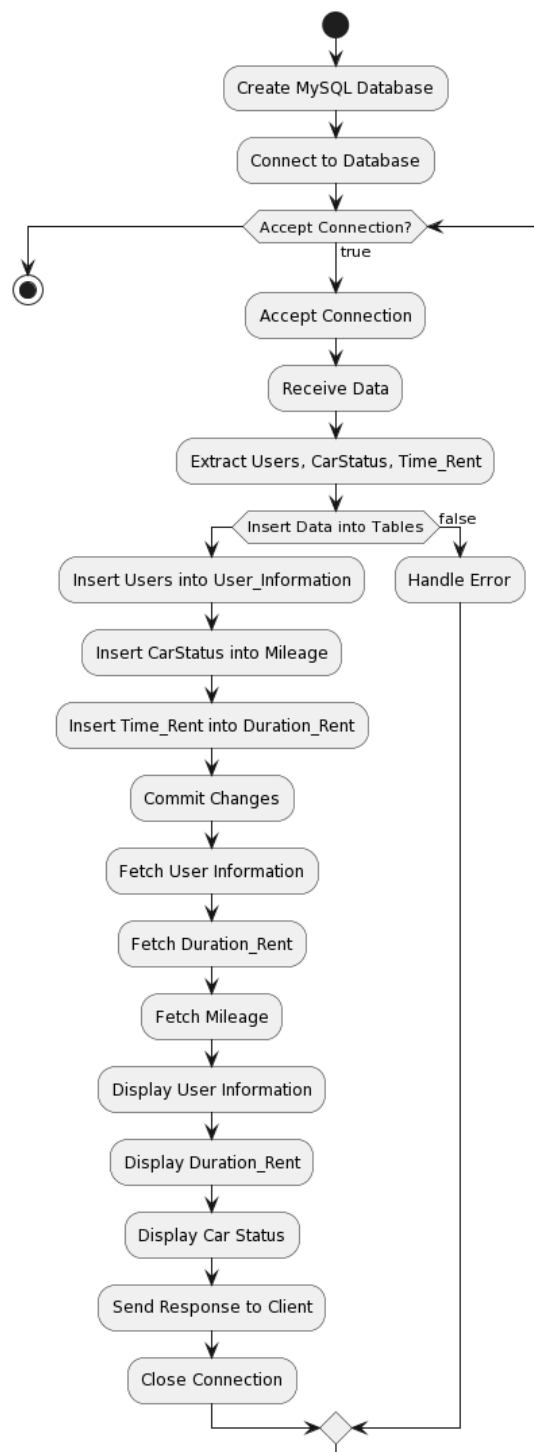 Create MySQL Database
Connect to Database
Accept Connection?
true
Accept Connection
Receive Data
Extract Users, CarStatus, Time_Rent
Insert Data into Tables
false
Insert Users into User_Information
Handle Error
Insert CarStatus into Mileage
Insert Time_Rent into Duration_Rent
Commit Changes
Fetch User Information
Fetch Duration_Rent
Fetch Mileage
Display User Information
Display Duration_Rent
Display Car Status
Send Response to Client
Close Connection